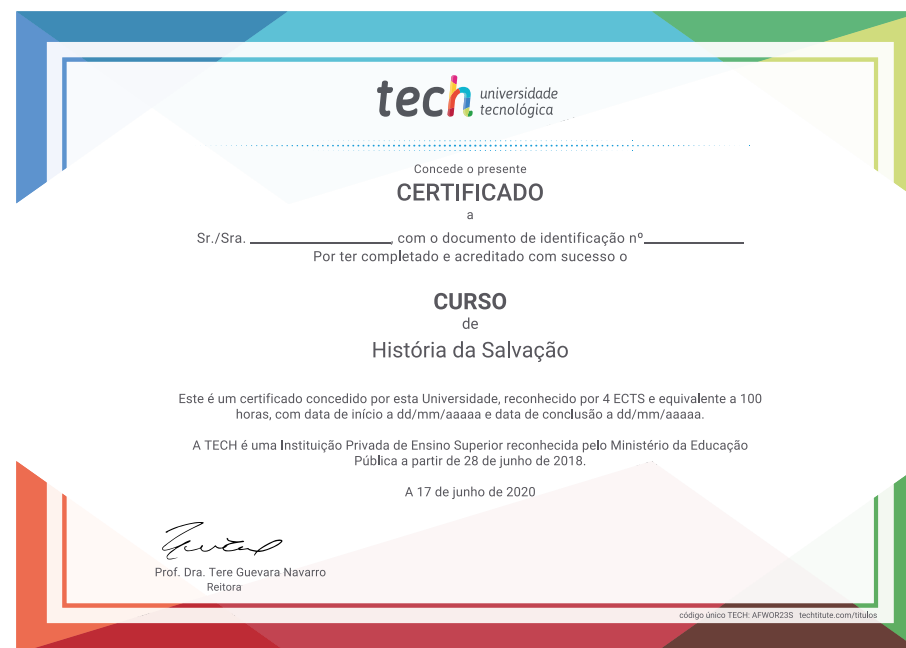 tech universidade
tecnológica
Concede o presente
CERTIFICADO
a
Sr./Sra. ____________________, com o documento de identificação nº______________
Por ter completado e acreditado com sucesso o
CURSO
de
História da Salvação
Este é um certificado concedido por esta Universidade, reconhecido por 4 ECTS e equivalente a 100
horas, com data de início a dd/mm/aaaaa e data de conclusão a dd/mm/aaaaa.
A TECH é uma Instituição Privada de Ensino Superior reconhecida pelo Ministério da Educação
Pública a partir de 28 de junho de 2018.
A 17 de junho de 2020
Prof. Dra. Tere Guevara Navarro
Reitora
código único TECH: AFWOR23S techtitute.com/titulos